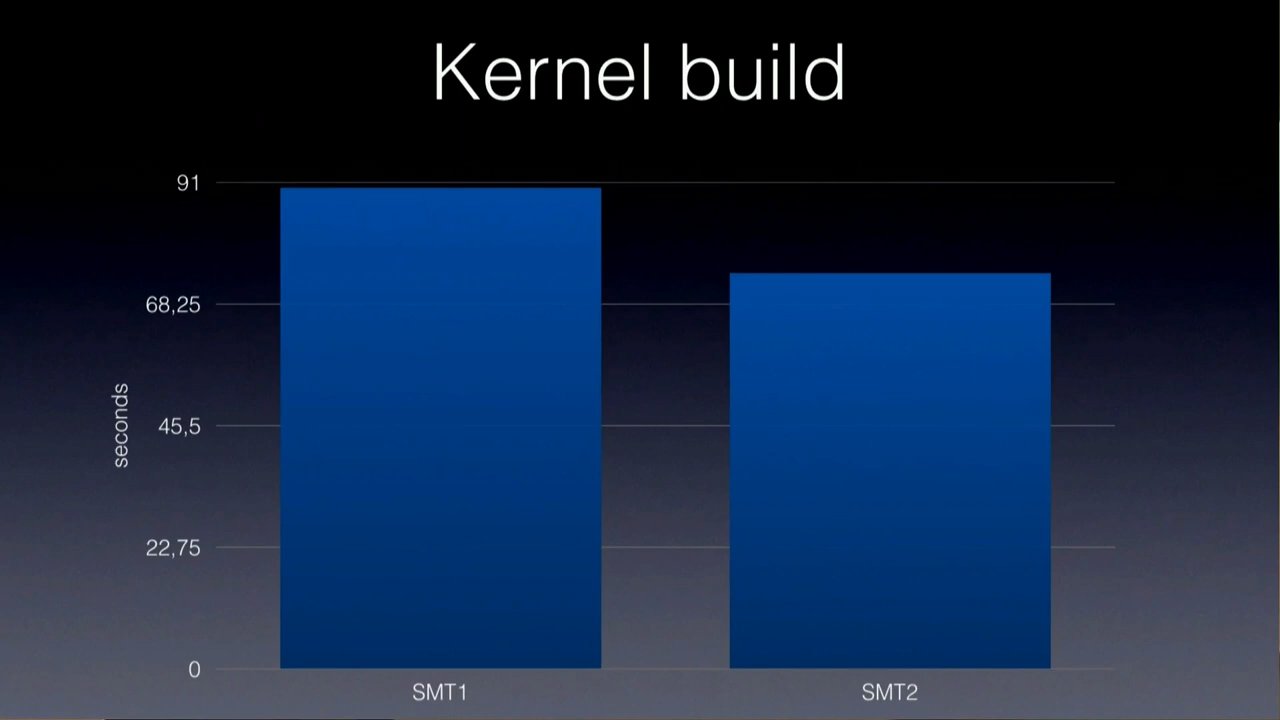 Kernel build
91
68,25
45,5
22,75
0
seconds
SMT1
SMT2